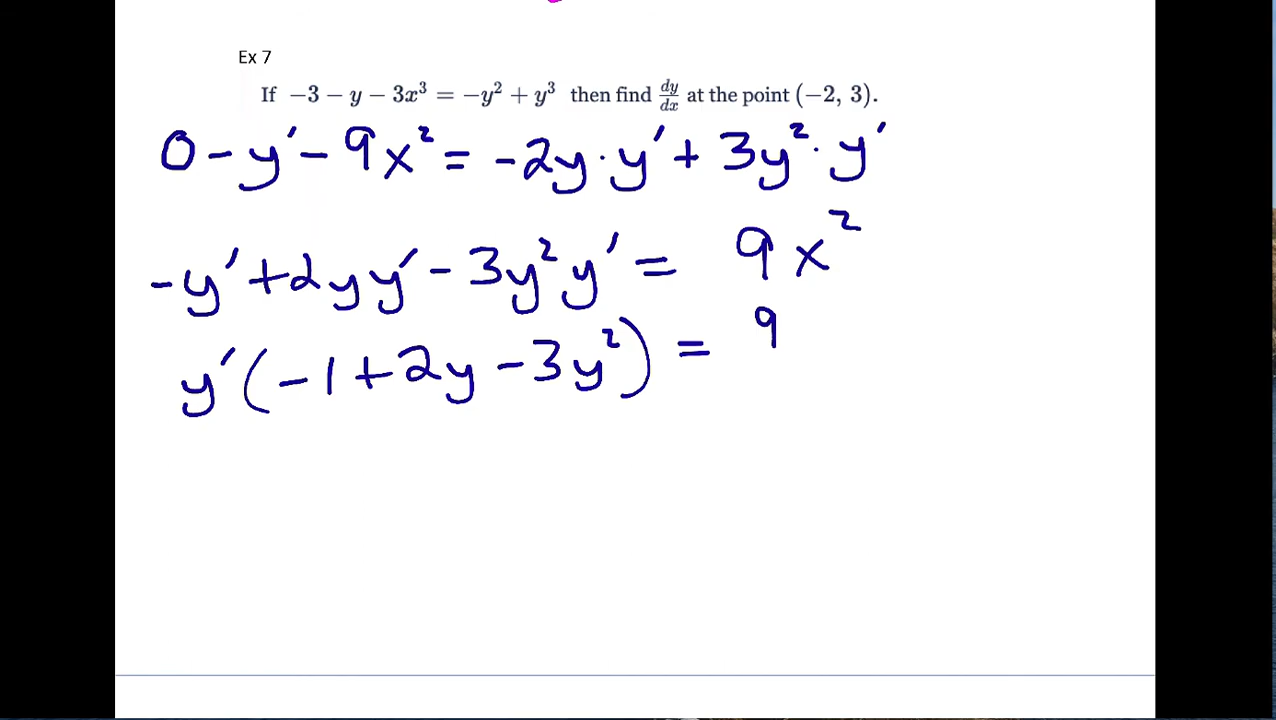 Ex 7
If −3 − y − 3x³ = −y² + y³ then find dy/dx at the point (−2, 3).
0 - y' - 9x² = -2y · y' + 3y² · y'
-y' + 2yy' - 3y²y' = 9x²
y'(-1 + 2y - 3y²) = 9